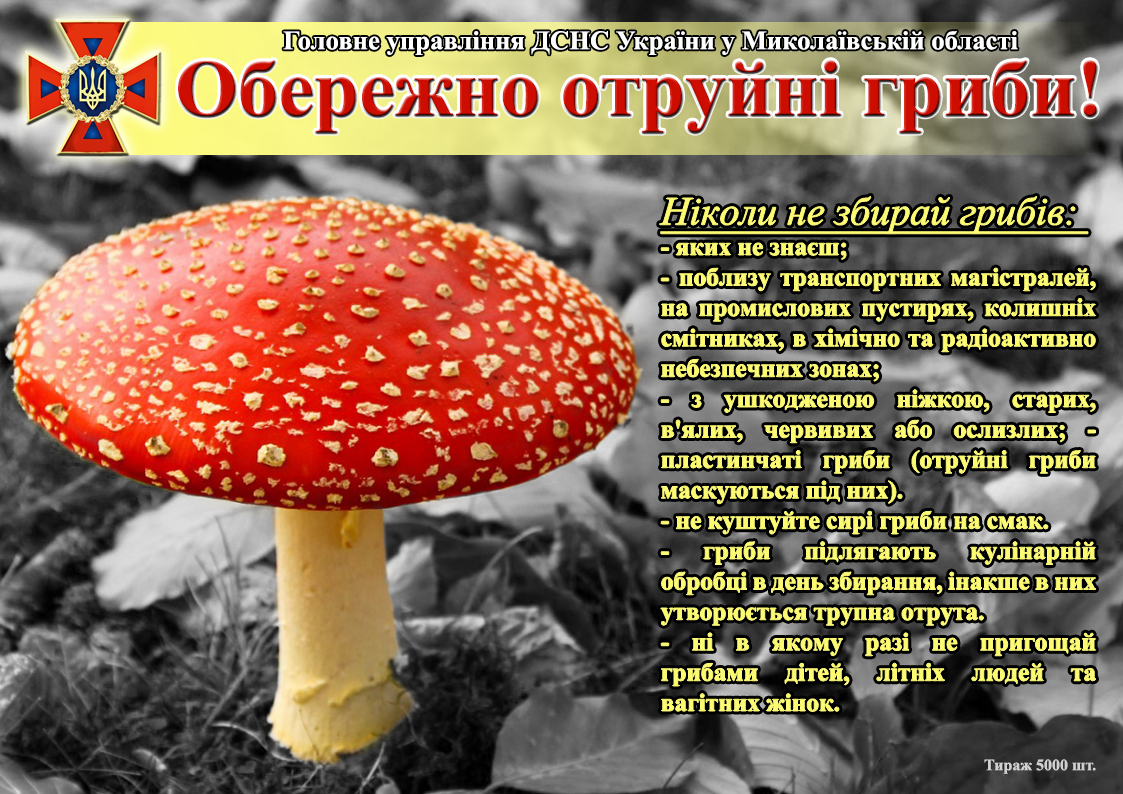 Головне управління ДСНС України у Миколаївській області
Обережно отруйні гриби!
Ніколи не збирай грибів:
- яких не знаєш;
- поблизу транспортних магістралей,
на промислових пустирях, колишніх
смітниках, в хімічно та радіоактивно
небезпечних зонах;
- з ушкодженою ніжкою, старих,
в'ялих, червивих або ослизлих; -
пластинчаті гриби (отруйні гриби
маскуються під них).
- не куштуйте сирі гриби на смак.
- гриби підлягають кулінарній
обробці в день збирання, інакше в них
утворюється трупна отрута.
- ні в якому разі не пригощай
грибами дітей, літніх людей та
вагітних жінок.
Тираж 5000 шт.